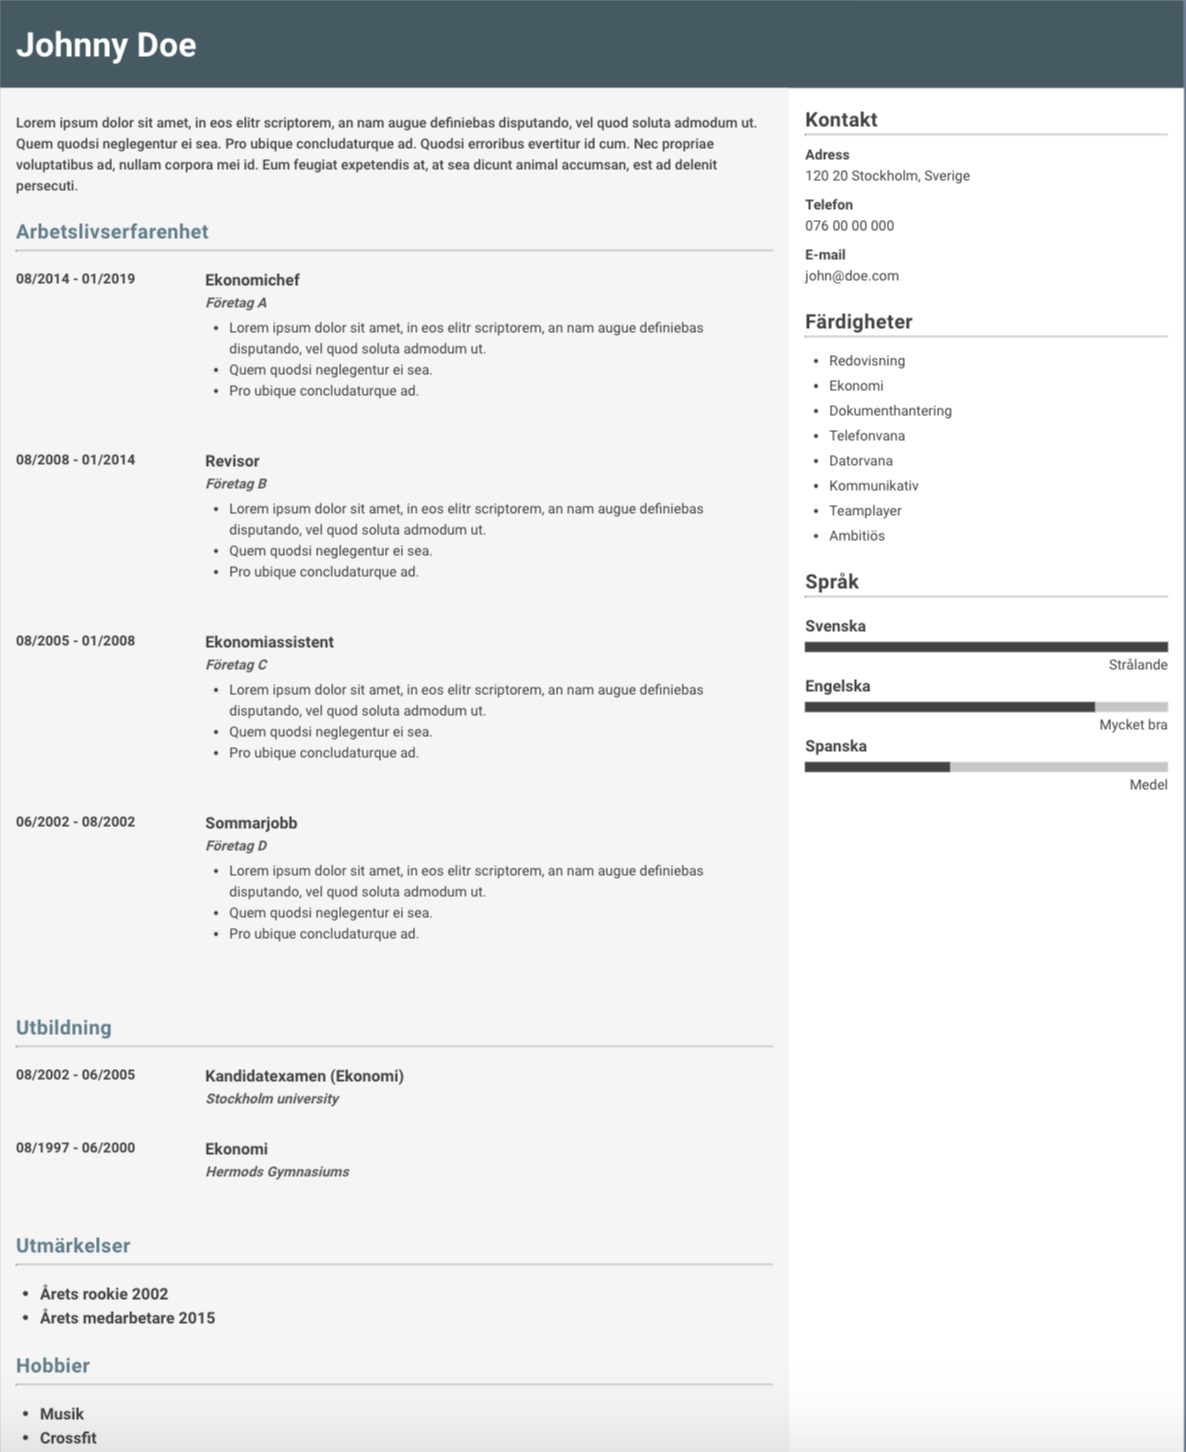 Johnny Doe
Lorem ipsum dolor sit amet, in eos elitr scriptorem, an nam augue definiebas disputando, vel quod soluta admodum ut.
Quem quodsi neglegentur ei sea. Pro ubique concludaturque ad. Quodsi erroribus evertitur id cum. Nec propriae
voluptatibus ad, nullam corpora mei id. Eum feugiat expetendis at, at sea dicunt animal accumsan, est ad delenit
persecuti.
Arbetslivserfarenhet
08/2014 - 01/2019
Ekonomichef
Företag A
• Lorem ipsum dolor sit amet, in eos elitr scriptorem, an nam augue definiebas
disputando, vel quod soluta admodum ut.
• Quem quodsi neglegentur ei sea.
• Pro ubique concludaturque ad.
08/2008 - 01/2014
Revisor
Företag B
• Lorem ipsum dolor sit amet, in eos elitr scriptorem, an nam augue definiebas
disputando, vel quod soluta admodum ut.
• Quem quodsi neglegentur ei sea.
• Pro ubique concludaturque ad.
08/2005 - 01/2008
Ekonomiassistent
Företag C
• Lorem ipsum dolor sit amet, in eos elitr scriptorem, an nam augue definiebas
disputando, vel quod soluta admodum ut.
• Quem quodsi neglegentur ei sea.
• Pro ubique concludaturque ad.
06/2002 - 08/2002
Sommarjobb
Företag D
• Lorem ipsum dolor sit amet, in eos elitr scriptorem, an nam augue definiebas
disputando, vel quod soluta admodum ut.
• Quem quodsi neglegentur ei sea.
• Pro ubique concludaturque ad.
Utbildning
08/2002 - 06/2005
Kandidatexamen (Ekonomi)
Stockholm university
08/1997 - 06/2000
Ekonomi
Hermods Gymnasiums
Utmärkelser
• Årets rookie 2002
• Årets medarbetare 2015
Hobbier
• Musik
• Crossfit
Kontakt
Adress
120 20 Stockholm, Sverige
Telefon
076 00 00 000
E-mail
john@doe.com
Färdigheter
• Redovisning
• Ekonomi
• Dokumenthantering
• Telefonvana
• Datorvana
• Kommunikativ
• Teamplayer
• Ambitiös
Språk
Svenska
Strålande
Engelska
Mycket bra
Spanska
Medel